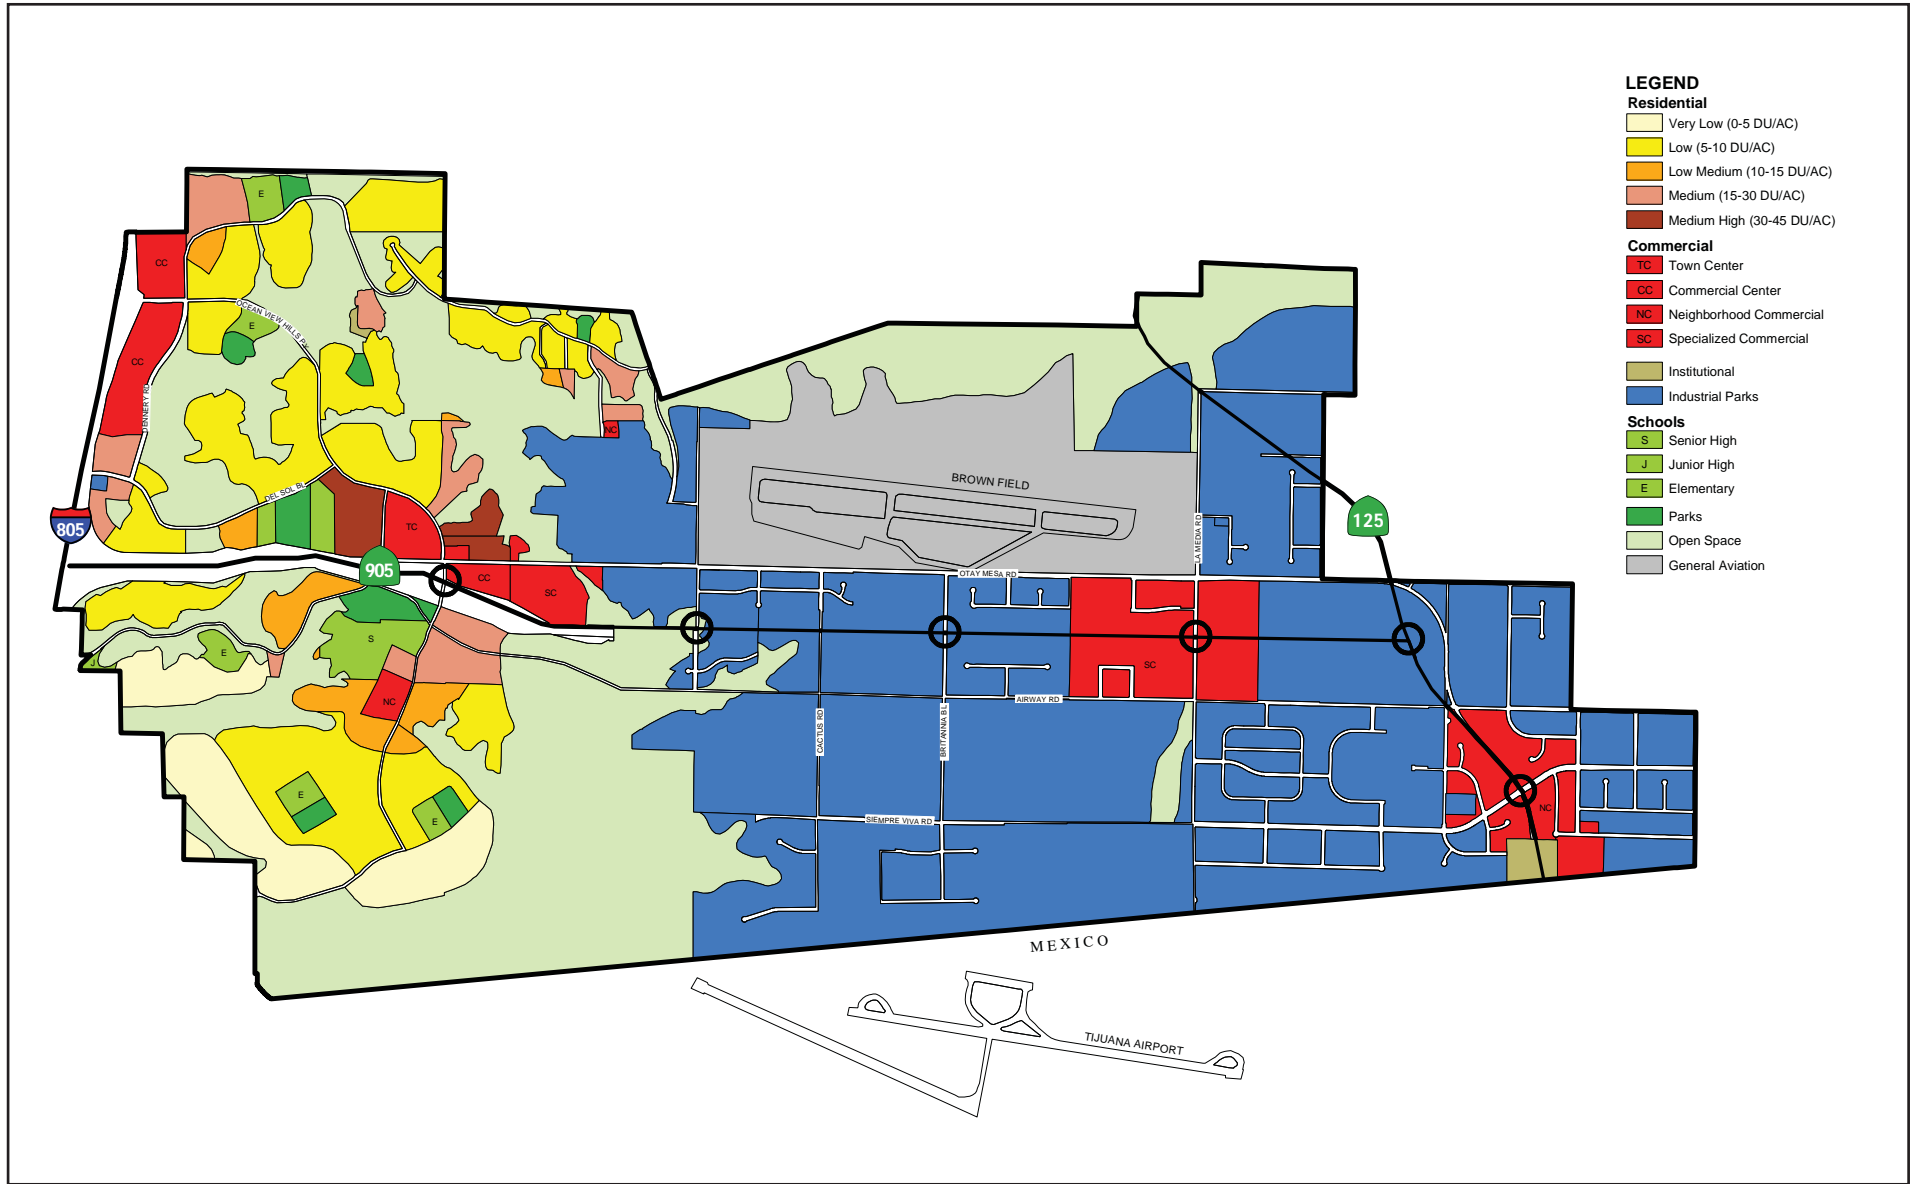 LEGEND
Residential
Very Low (0-5 DU/AC)
Low (5-10 DU/AC)
Low Medium (10-15 DU/AC)
Medium (15-30 DU/AC)
Medium High (30-45 DU/AC)
Commercial
TC Town Center
CC Commercial Center
NC Neighborhood Commercial
SC Specialized Commercial
Institutional
Industrial Parks
Schools
S Senior High
J Junior High
E Elementary
Parks
Open Space
General Aviation
E
CC
OCEAN VIEW HILLS PY
E
CC
DENNERY RD
NC
BROWN FIELD
DEL SOL BL
805
TC
125
LA MEDIA RD
905
CC
OTAY MESA RD
SC
S
E
J
SC
NC
AIRWAY RD
CACTUS RD
BRITANNIA BL
E
E
NC
SIEMPRE VIVA RD
MEXICO
TIJUANA AIRPORT